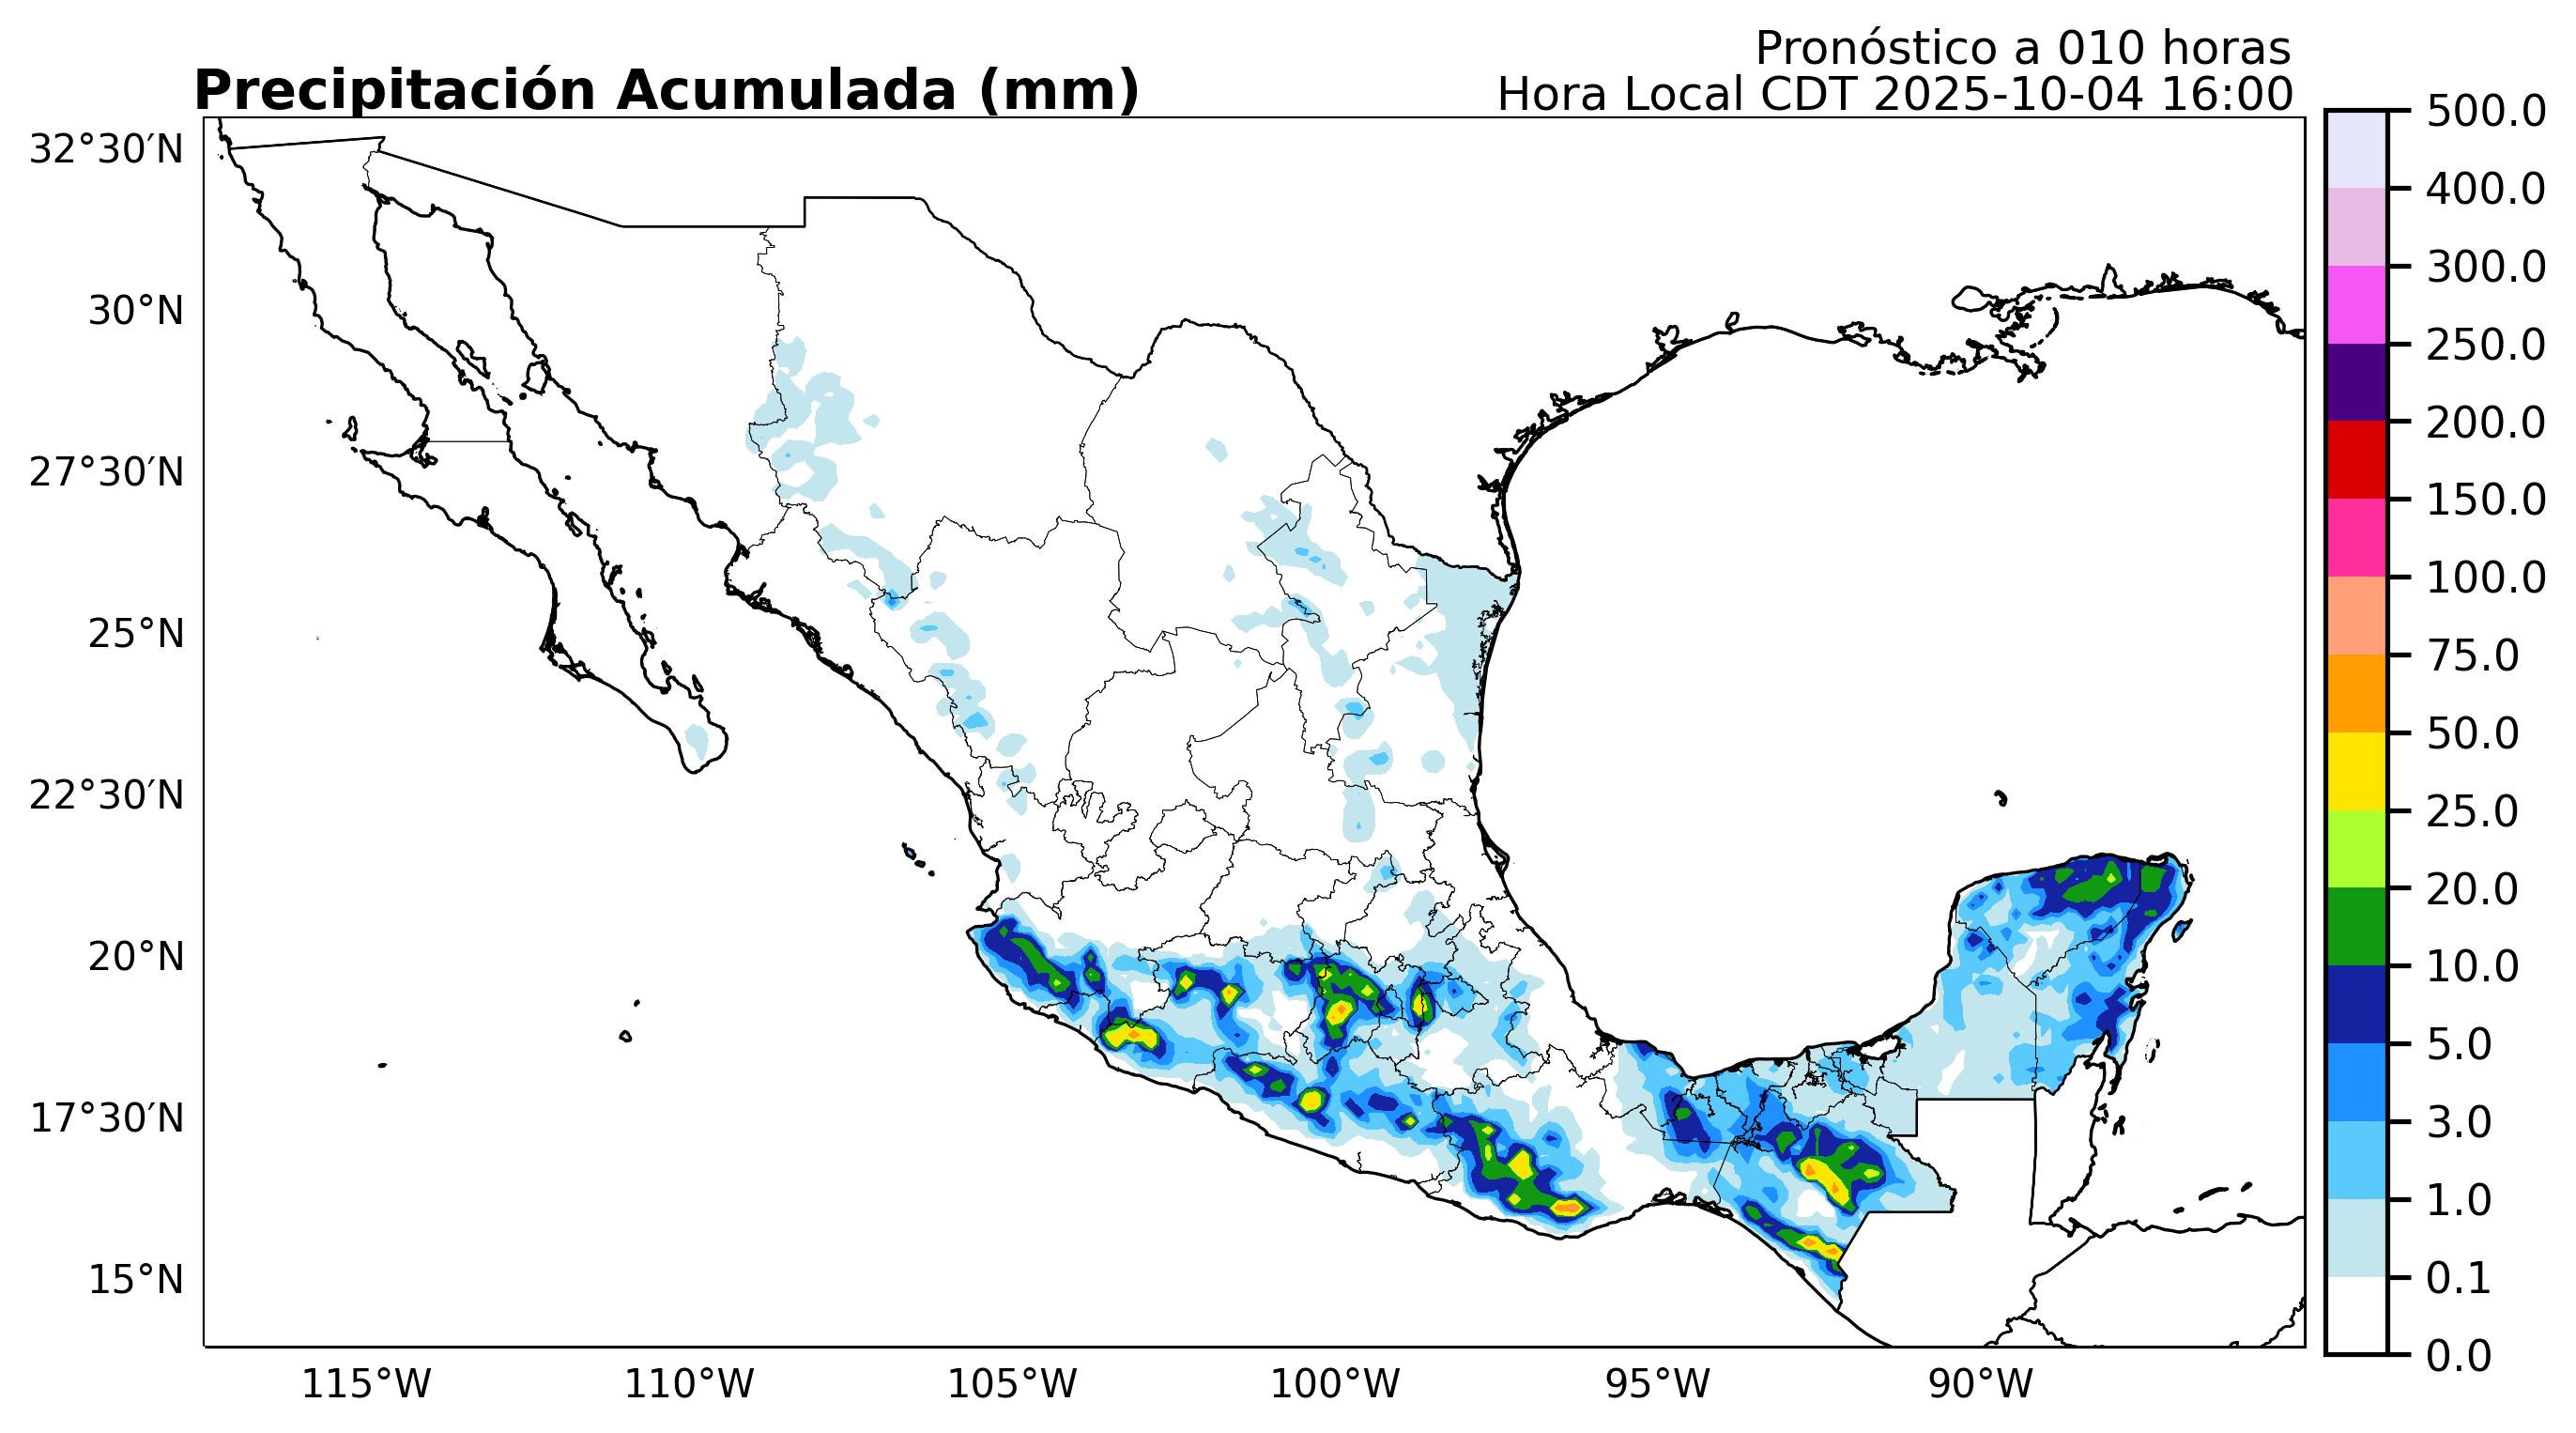 Pronóstico a 010 horas
Precipitación Acumulada (mm)
Hora Local CDT 2025-10-04 16:00
32°30′N
30°N
27°30′N
25°N
22°30′N
20°N
17°30′N
15°N
115°W
110°W
105°W
100°W
95°W
90°W
500.0
400.0
300.0
250.0
200.0
150.0
100.0
75.0
50.0
25.0
20.0
10.0
5.0
3.0
1.0
0.1
0.0